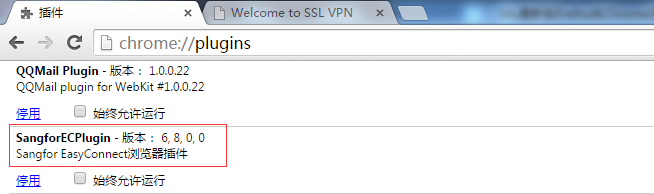 插件
Welcome to SSL VPN
chrome://plugins
QQMail Plugin - 版本： 1.0.0.22
QQMail plugin for WebKit #1.0.0.22
停用 始终允许运行
SangforECPlugin - 版本： 6, 8, 0, 0
Sangfor EasyConnect浏览器插件
停用 始终允许运行